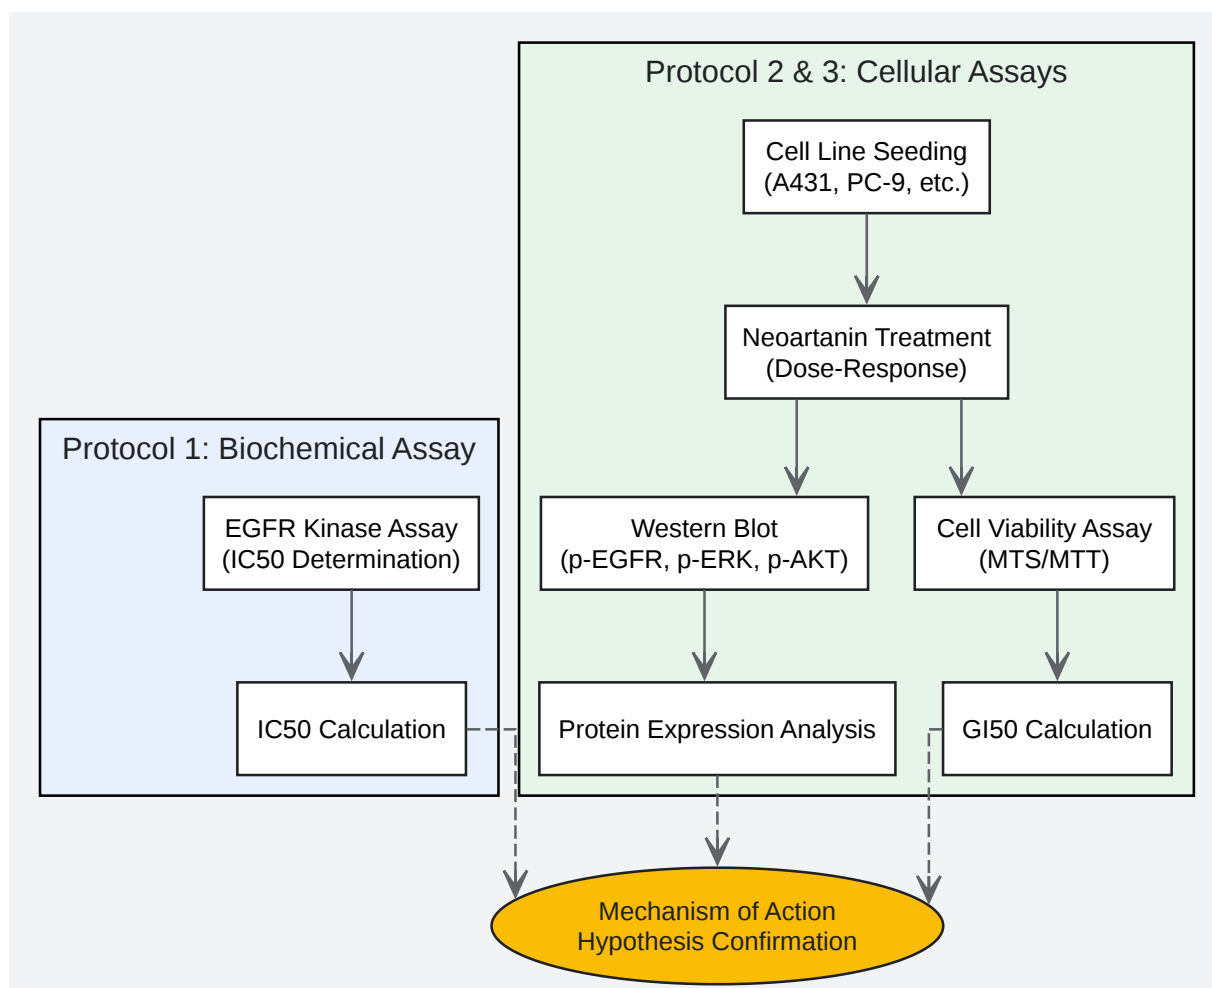 Protocol 2 & 3: Cellular Assays
Cell Line Seeding
(A431, PC-9, etc.)
Neoartanin Treatment
(Dose-Response)
Protocol 1: Biochemical Assay
EGFR Kinase Assay
(IC50 Determination)
Western Blot
(p-EGFR, p-ERK, p-AKT)
Cell Viability Assay
(MTS/MTT)
IC50 Calculation
Protein Expression Analysis
GI50 Calculation
Mechanism of Action
Hypothesis Confirmation